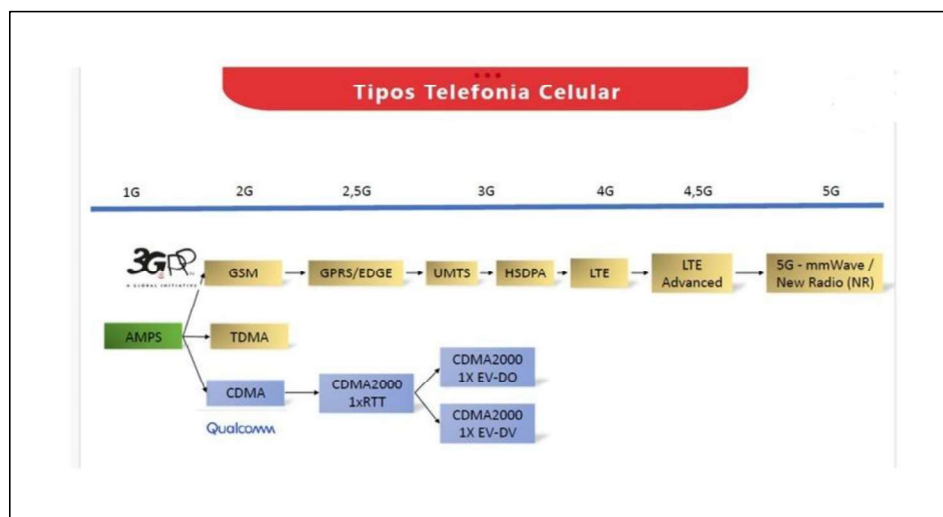 Tipos Telefonia Celular
1G 2G 2,5G 3G 4G 4,5G 5G
3GPP
A GLOBAL INITIATIVE
GSM GPRS/EDGE UMTS HSDPA LTE LTE Advanced 5G - mmWave / New Radio (NR)
AMPS TDMA
CDMA CDMA2000 1xRTT CDMA2000 1X EV-DO
CDMA2000 1X EV-DV
Qualcomm